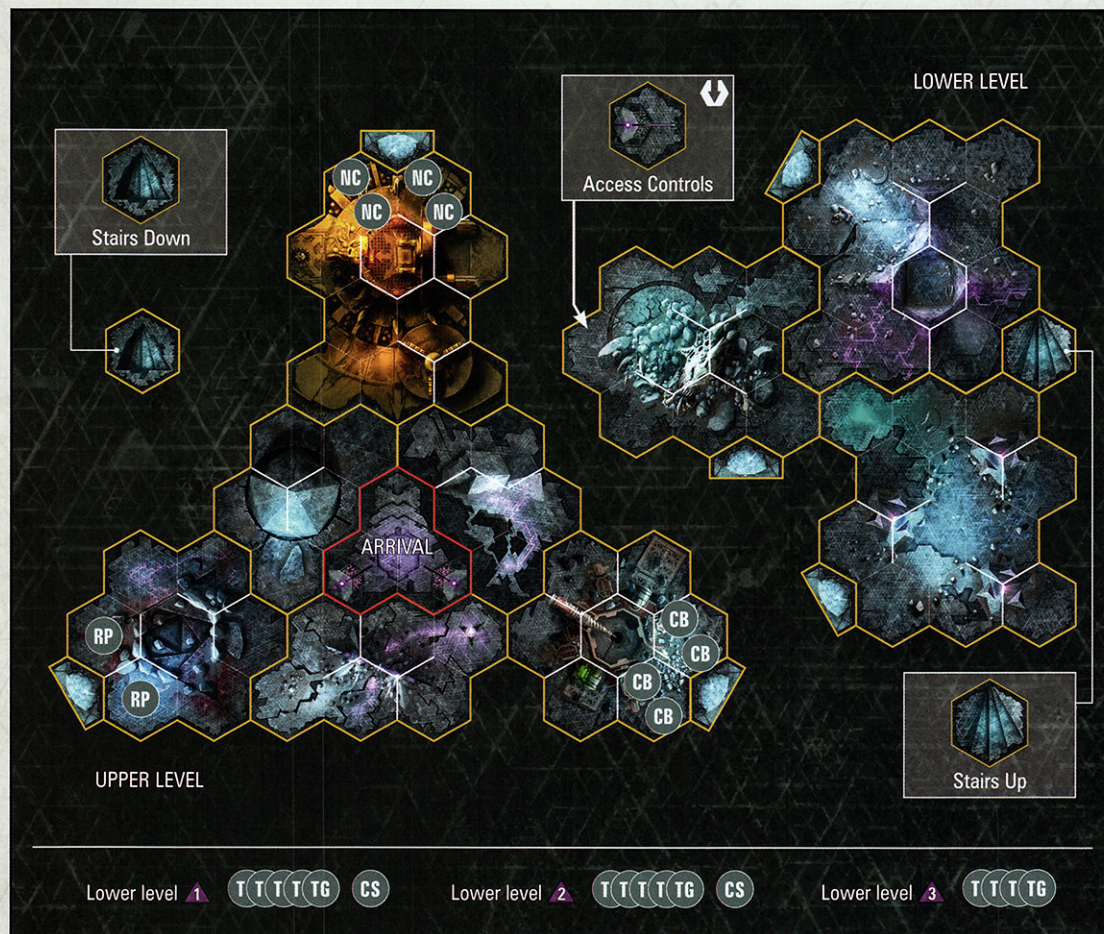 LOWER LEVEL
Access Controls
Stairs Down
NC
NC
NC
NC
ARRIVAL
RP
RP
CB
CB
CB
CB
UPPER LEVEL
Stairs Up
Lower level 1 T T T T TG CS
Lower level 2 T T T T TG CS
Lower level 3 T T T TG